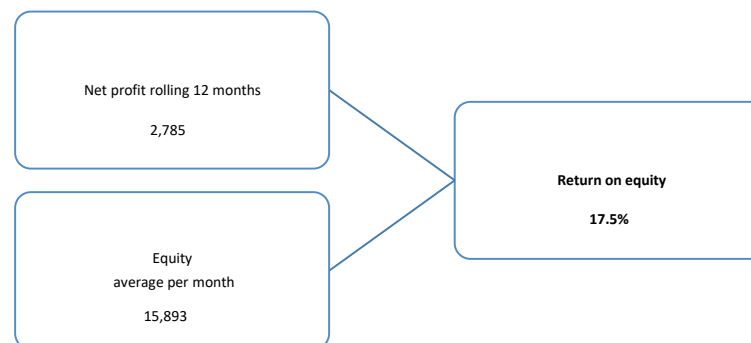 Net profit rolling 12 months
2,785
Equity
average per month
15,893
Return on equity
17.5%